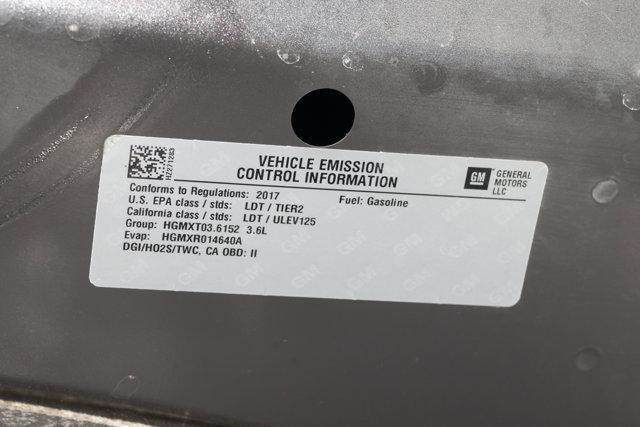 VEHICLE EMISSION
CONTROL INFORMATION
HZ271283
GM GENERAL
MOTORS
LLC
Conforms to Regulations: 2017 Fuel: Gasoline
U.S. EPA class / stds: LDT / TIER2
California class / stds: LDT / ULEV125
Group: HGMXT03.6152 3.6L
Evap: HGMXR014640A
DGI/HO2S/TWC, CA OBD: II